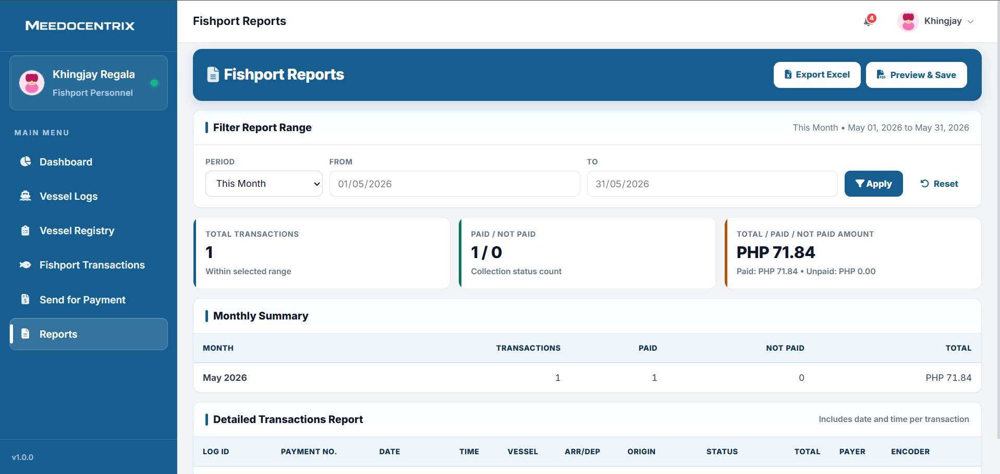 MEEDOCENTRIX
Khingjay Regala
Fishport Personnel
MAIN MENU
Dashboard
Vessel Logs
Vessel Registry
Fishport Transactions
Send for Payment
Reports
v1.0.0
Fishport Reports
4
Khingjay
Fishport Reports
Export Excel
Preview & Save
Filter Report Range
This Month • May 01, 2026 to May 31, 2026
PERIOD FROM TO
This Month 01/05/2026 31/05/2026 Apply Reset
TOTAL TRANSACTIONS
1
Within selected range
PAID / NOT PAID
1 / 0
Collection status count
TOTAL / PAID / NOT PAID AMOUNT
PHP 71.84
Paid: PHP 71.84 • Unpaid: PHP 0.00
Monthly Summary
MONTH TRANSACTIONS PAID NOT PAID TOTAL
May 2026 1 1 0 PHP 71.84
Detailed Transactions Report
Includes date and time per transaction
LOG ID PAYMENT NO. DATE TIME VESSEL ARR/DEP ORIGIN STATUS TOTAL PAYER ENCODER